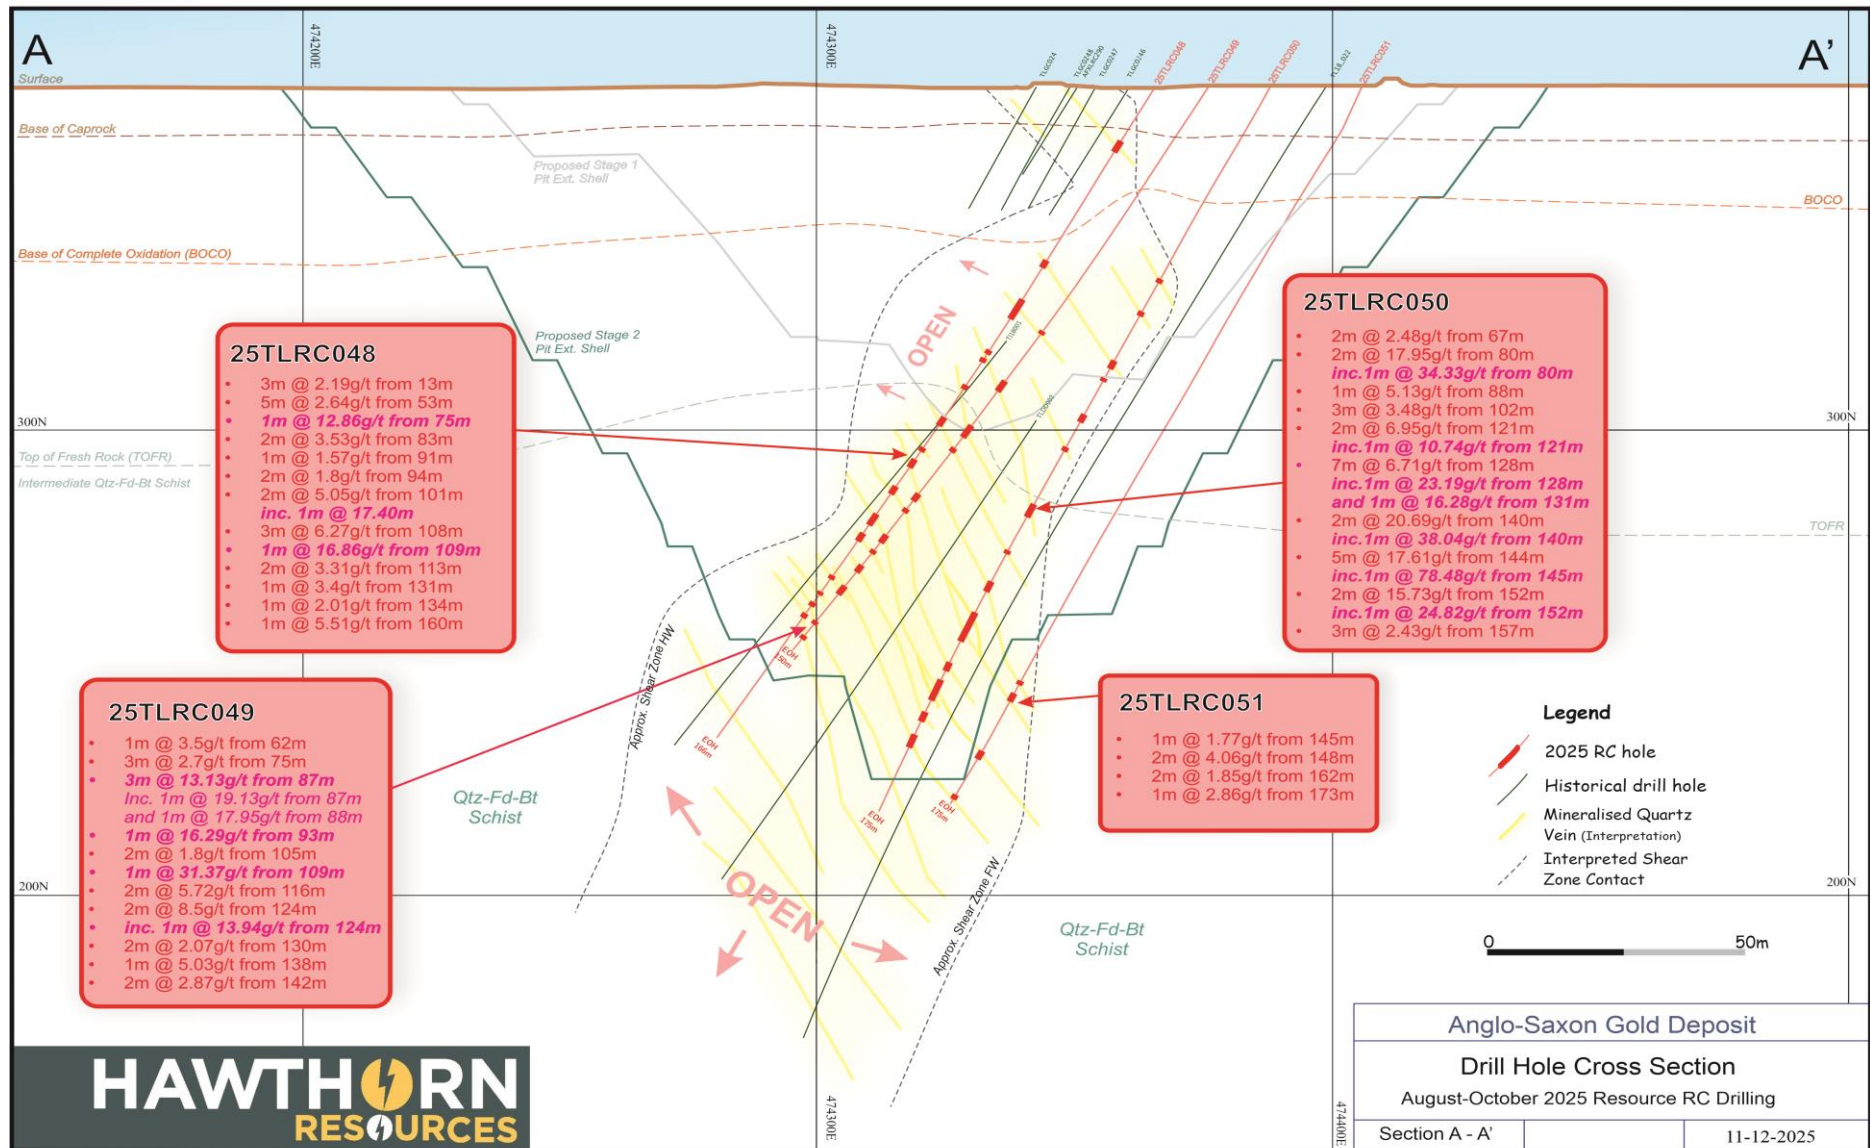 A
A'
474200E
474300E
TLGC024
TLGC0248
AFXLRC290
TLGC0247
TLGC0246
25TLRC048
25TLRC049
25TLRC050
TL18_022
25TLRC051
Surface
Base of Caprock
Proposed Stage 1
Pit Ext. Shell
BOCO
Base of Complete Oxidation (BOCO)
OPEN
Proposed Stage 2
Pit Ext. Shell
25TLRC048
• 3m @ 2.19g/t from 13m
• 5m @ 2.64g/t from 53m
• 1m @ 12.86g/t from 75m
• 2m @ 3.53g/t from 83m
• 1m @ 1.57g/t from 91m
• 2m @ 1.8g/t from 94m
• 2m @ 5.05g/t from 101m
inc. 1m @ 17.40m
• 3m @ 6.27g/t from 108m
• 1m @ 16.86g/t from 109m
• 2m @ 3.31g/t from 113m
• 1m @ 3.4g/t from 131m
• 1m @ 2.01g/t from 134m
• 1m @ 5.51g/t from 160m
25TLRC050
• 2m @ 2.48g/t from 67m
• 2m @ 17.95g/t from 80m
inc.1m @ 34.33g/t from 80m
• 1m @ 5.13g/t from 88m
• 3m @ 3.48g/t from 102m
• 2m @ 6.95g/t from 121m
inc.1m @ 10.74g/t from 121m
• 7m @ 6.71g/t from 128m
inc.1m @ 23.19g/t from 128m
and 1m @ 16.28g/t from 131m
• 2m @ 20.69g/t from 140m
inc.1m @ 38.04g/t from 140m
• 5m @ 17.61g/t from 144m
inc.1m @ 78.48g/t from 145m
• 2m @ 15.73g/t from 152m
inc.1m @ 24.82g/t from 152m
• 3m @ 2.43g/t from 157m
300N
300N
Top of Fresh Rock (TOFR)
Intermediate Qtz-Fd-Bt Schist
TOFR
EOH
150m
Approx. Shear Zone HW
25TLRC049
• 1m @ 3.5g/t from 62m
• 3m @ 2.7g/t from 75m
• 3m @ 13.13g/t from 87m
Inc. 1m @ 19.13g/t from 87m
and 1m @ 17.95g/t from 88m
• 1m @ 16.29g/t from 93m
• 2m @ 1.8g/t from 105m
• 1m @ 31.37g/t from 109m
• 2m @ 5.72g/t from 116m
• 2m @ 8.5g/t from 124m
• inc. 1m @ 13.94g/t from 124m
• 2m @ 2.07g/t from 130m
• 1m @ 5.03g/t from 138m
• 2m @ 2.87g/t from 142m
25TLRC051
• 1m @ 1.77g/t from 145m
• 2m @ 4.06g/t from 148m
• 2m @ 1.85g/t from 162m
• 1m @ 2.86g/t from 173m
EOH
166m
EOH
175m
EOH
175m
Qtz-Fd-Bt
Schist
Legend
2025 RC hole
Historical drill hole
Mineralised Quartz
Vein (Interpretation)
Interpreted Shear
Zone Contact
200N
200N
OPEN
Approx. Shear Zone FW
Qtz-Fd-Bt
Schist
0
50m
474300E
474400E
HAWTHORN
RESOURCES
Anglo-Saxon Gold Deposit
Drill Hole Cross Section
August-October 2025 Resource RC Drilling
Section A - A'
11-12-2025